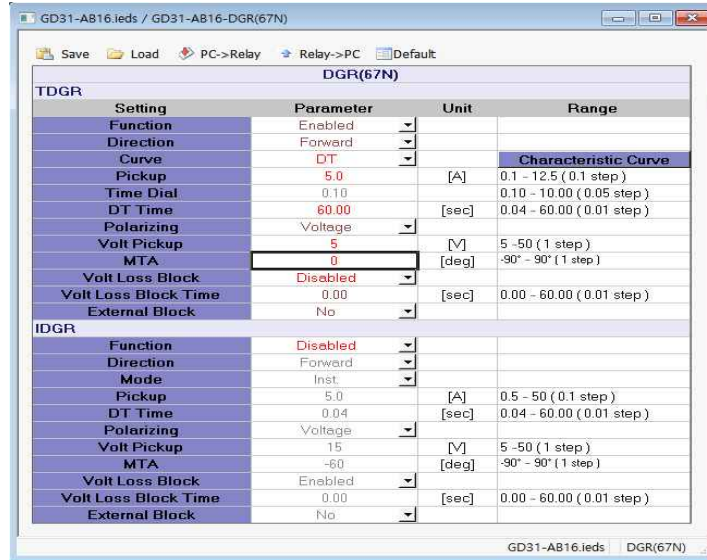 GD31-AB16.ieds / GD31-AB16-DGR(67N)
Save Load PC->Relay Relay->PC Default
DGR(67N)
TDGR
Setting Parameter Unit Range
Function Enabled
Direction Forward
Curve DT Characteristic Curve
Pickup 5.0 [A] 0.1 - 12.5 ( 0.1 step )
Time Dial 0.10 0.10 - 10.00 ( 0.05 step )
DT Time 60.00 [sec] 0.04 - 60.00 ( 0.01 step )
Polarizing Voltage
Volt Pickup 5 [V] 5 -50 ( 1 step )
MTA 0 [deg] -90° - 90° ( 1 step )
Volt Loss Block Disabled
Volt Loss Block Time 0.00 [sec] 0.00 - 60.00 ( 0.01 step )
External Block No
IDGR
Function Disabled
Direction Forward
Mode Inst.
Pickup 5.0 [A] 0.5 - 50 ( 0.1 step )
DT Time 0.04 [sec] 0.04 - 60.00 ( 0.01 step )
Polarizing Voltage
Volt Pickup 15 [V] 5 -50 ( 1 step )
MTA -60 [deg] -90° - 90° ( 1 step )
Volt Loss Block Enabled
Volt Loss Block Time 0.00 [sec] 0.00 - 60.00 ( 0.01 step )
External Block No
GD31-AB16.ieds DGR(67N)